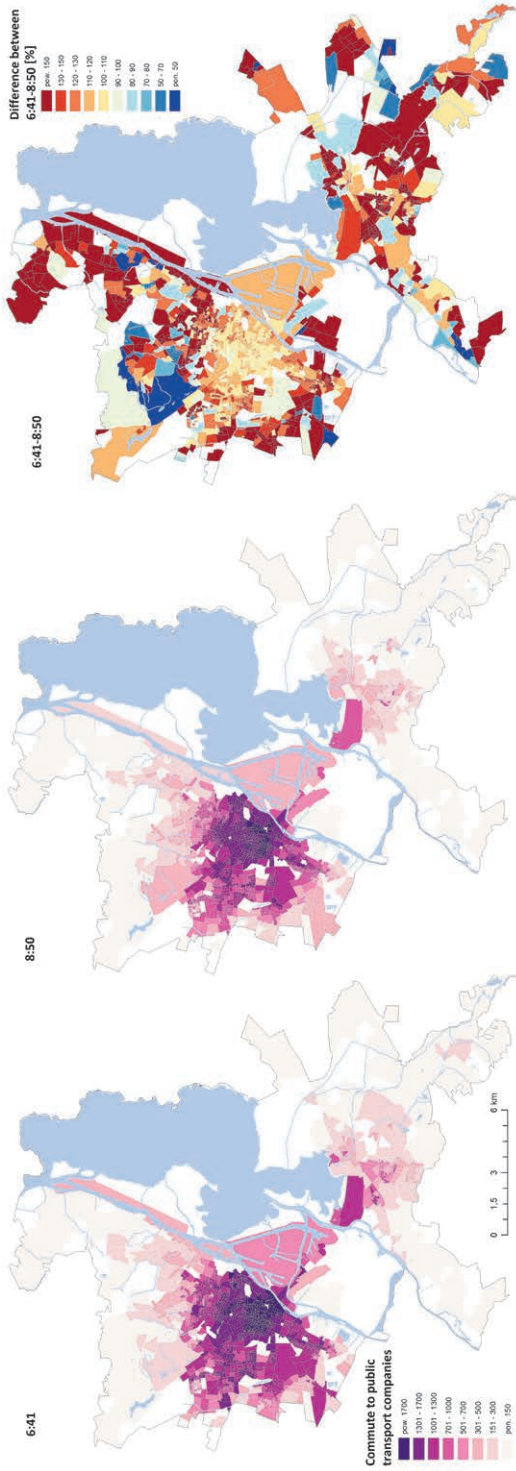 6:41
Commute to public
transport companies
pow. 1700
1301 - 1700
1001 - 1300
701 - 1000
501 - 700
301 - 500
151 - 300
pon. 150
0 1,5 3 6 km
8:50
6:41-8:50
Difference between
6:41-8:50 [%]
pow. 150
130 - 150
120 - 130
110 - 120
100 - 110
90 - 100
80 - 90
70 - 80
50 - 70
pon. 50